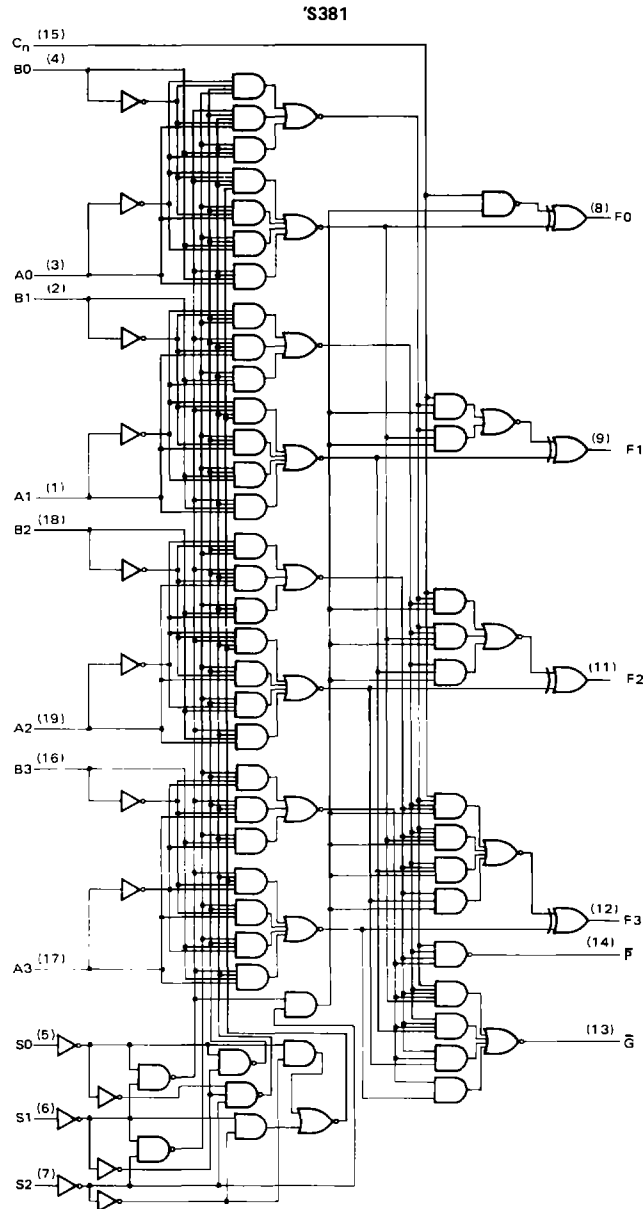 'S381
Cn (15)
B0 (4)
(8) F0
A0 (3)
B1 (2)
(9) F1
A1 (1)
B2 (18)
(11) F2
A2 (19)
B3 (16)
(12) F3
(14) P̅
A3 (17)
(13) G̅
S0 (5)
S1 (6)
S2 (7)